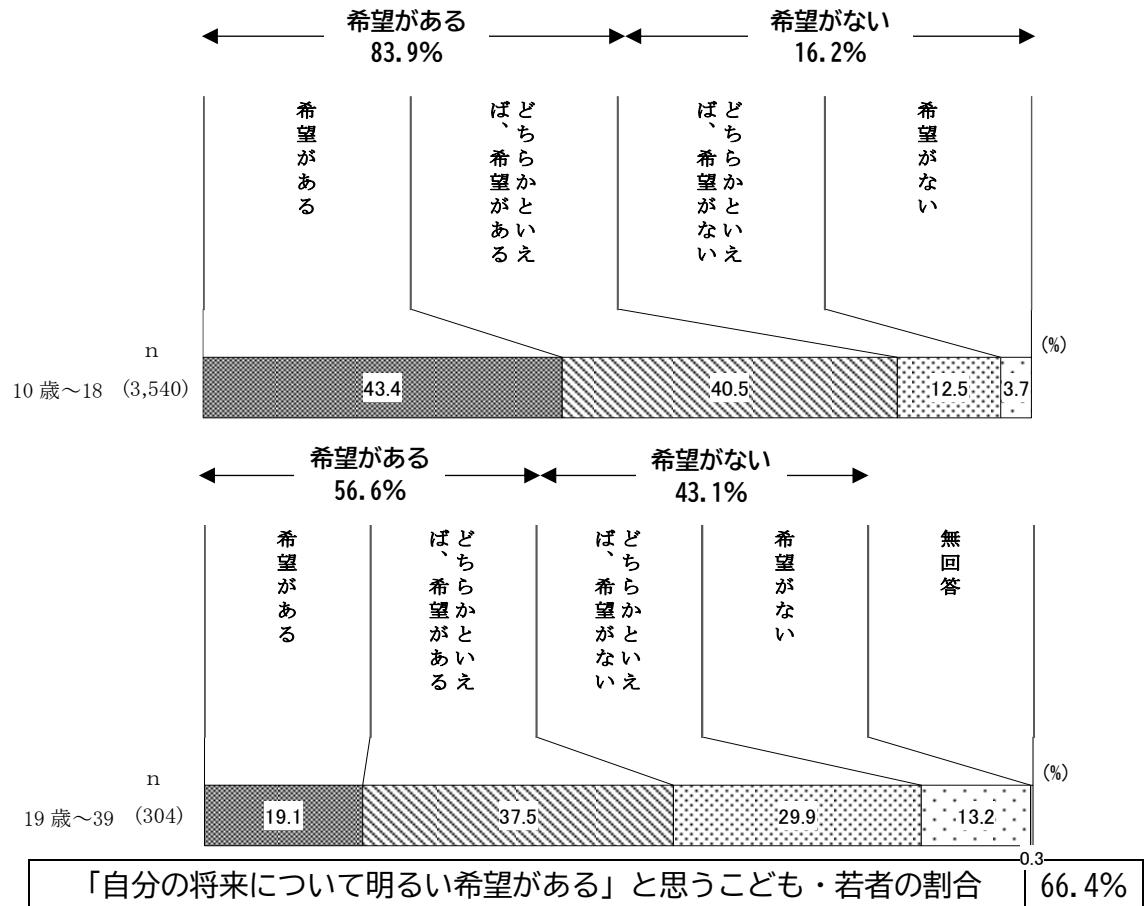 希望がある
83.9%
希望がない
16.2%
希望がある
どちらかといえ
ば、希望がある
どちらかといえ
ば、希望がない
希望がない
(%)
n
10歳～18 (3,540)
43.4
40.5
12.5
3.7
希望がある
56.6%
希望がない
43.1%
希望がある
どちらかといえ
ば、希望がある
どちらかといえ
ば、希望がない
希望がない
無回答
(%)
n
19歳～39 (304)
19.1
37.5
29.9
13.2
0.3
「自分の将来について明るい希望がある」と思うこども・若者の割合 66.4%